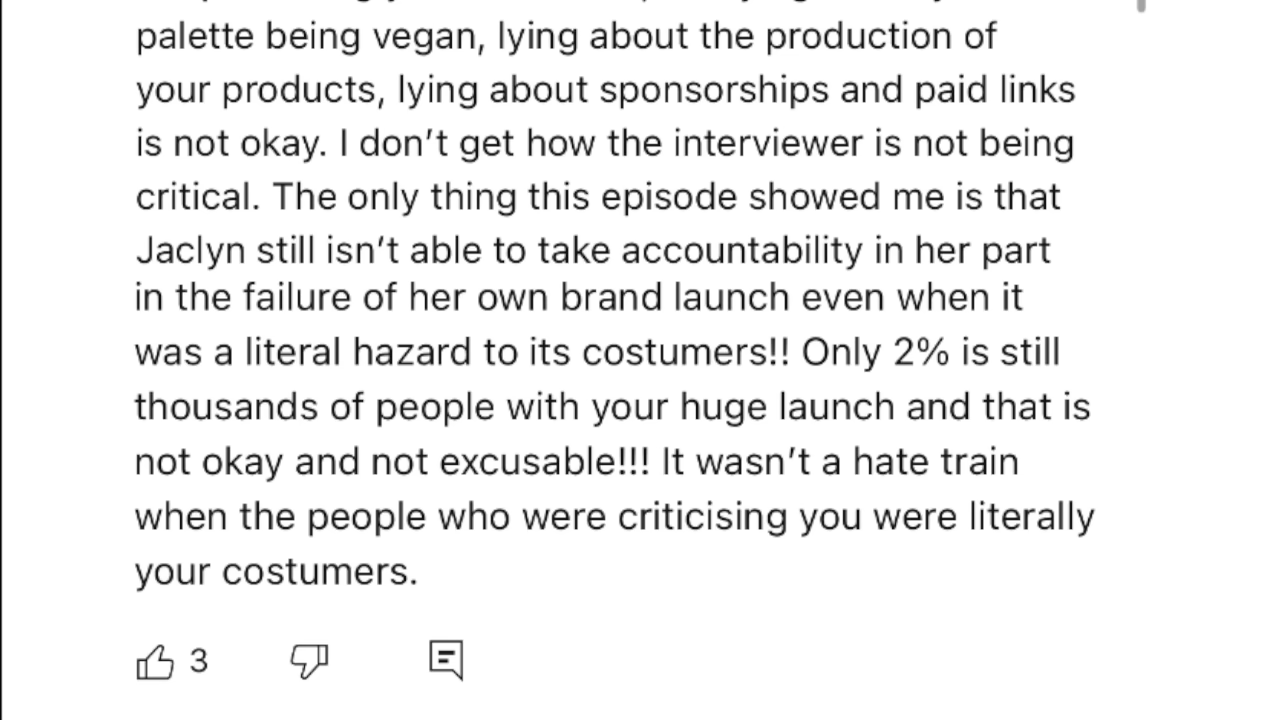 palette being vegan, lying about the production of
your products, lying about sponsorships and paid links
is not okay. I don’t get how the interviewer is not being
critical. The only thing this episode showed me is that
Jaclyn still isn’t able to take accountability in her part
in the failure of her own brand launch even when it
was a literal hazard to its costumers!! Only 2% is still
thousands of people with your huge launch and that is
not okay and not excusable!!! It wasn’t a hate train
when the people who were criticising you were literally
your costumers.
3